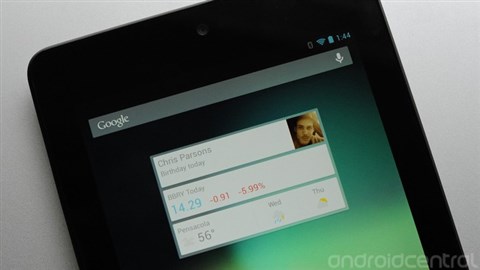 1:44
Google
Chris Parsons
Birthday today
BBRY Today
14.29 -0.91 -5.99%
Pensacola
56°
Wed
Thu
androidcentral